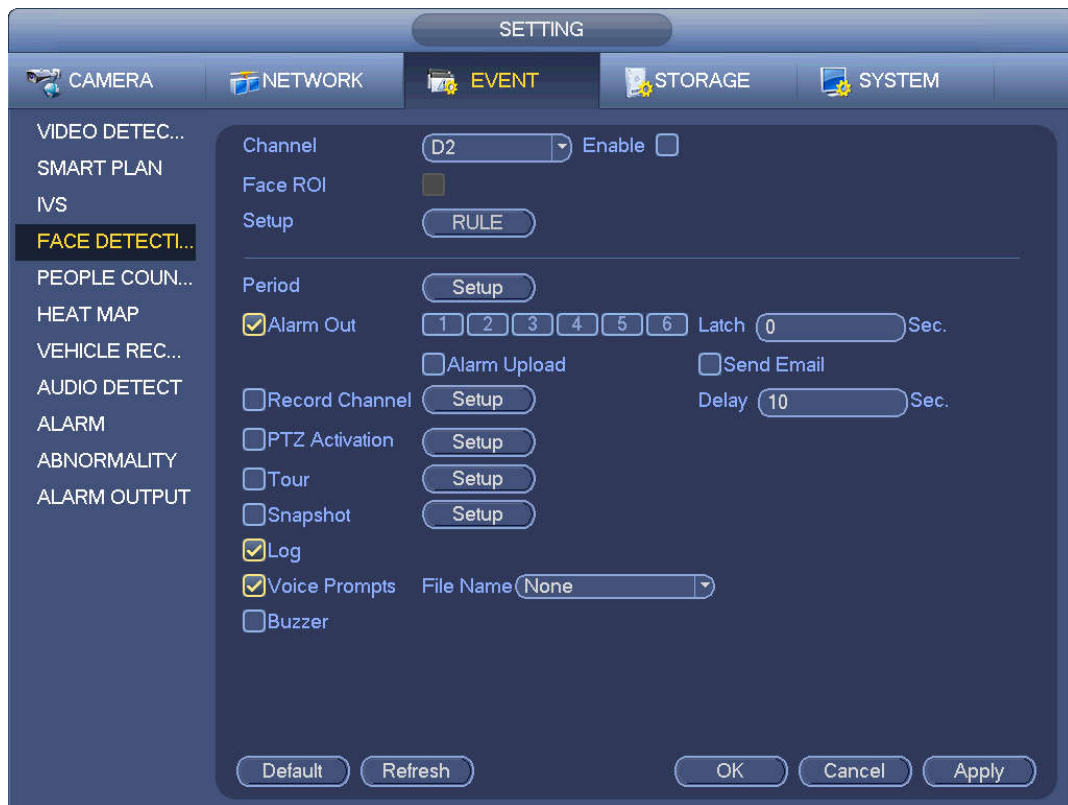 SETTING
CAMERA NETWORK EVENT STORAGE SYSTEM
VIDEO DETEC...
SMART PLAN
IVS
FACE DETECTI...
PEOPLE COUN...
HEAT MAP
VEHICLE REC...
AUDIO DETECT
ALARM
ABNORMALITY
ALARM OUTPUT
Channel D2 Enable
Face ROI
Setup RULE
Period Setup
Alarm Out 1 2 3 4 5 6 Latch 0 Sec.
Alarm Upload Send Email
Record Channel Setup Delay 10 Sec.
PTZ Activation Setup
Tour Setup
Snapshot Setup
Log
Voice Prompts File Name None
Buzzer
Default Refresh OK Cancel Apply